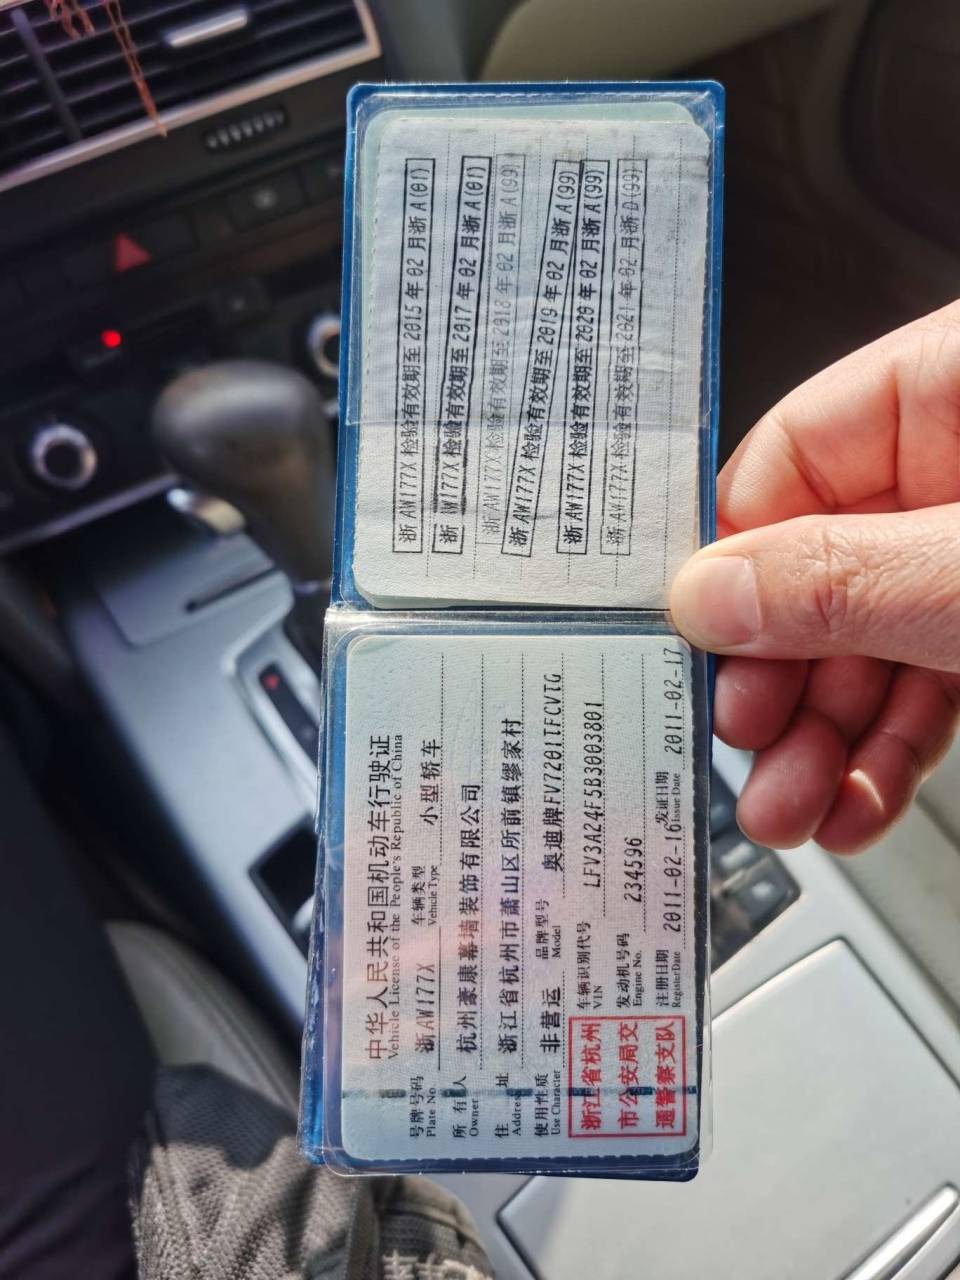 浙AW177X 检验有效期至2015年02月浙A(01)
浙 W177X 检验有效期至2017年02月浙A(01)
浙AW177X 检验有效期至2018年02月浙A(99)
浙AW177X 检验有效期至2019年02月浙A(99)
浙AW177X 检验有效期至2020年02月浙A(99)
浙AW177X 检验有效期至2021年02月浙D(99)
中华人民共和国机动车行驶证
Vehicle License of the People's Republic of China
号牌号码 浙AW177X 车辆类型 小型轿车
Plate No. Vehicle Type
所有人 杭州豪康幕墙装饰有限公司
Owner
住址 浙江省杭州市萧山区所前镇缪家村
Address
使用性质 非营运 品牌型号 奥迪牌FV7201TFCVTG
Use Character Model
浙江省杭州
市公安局交
通警察支队
车辆识别代号 LFV3A24F5B3003801
VIN
发动机号码 234596
Engine No.
注册日期 2011-02-16 发证日期 2011-02-17
Register Date Issue Date